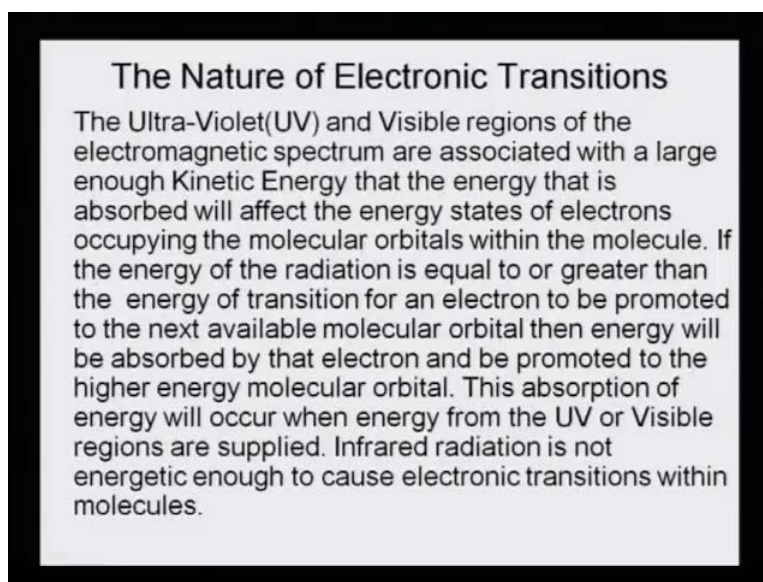 The Nature of Electronic Transitions
The Ultra-Violet(UV) and Visible regions of the
electromagnetic spectrum are associated with a large
enough Kinetic Energy that the energy that is
absorbed will affect the energy states of electrons
occupying the molecular orbitals within the molecule. If
the energy of the radiation is equal to or greater than
the energy of transition for an electron to be promoted
to the next available molecular orbital then energy will
be absorbed by that electron and be promoted to the
higher energy molecular orbital. This absorption of
energy will occur when energy from the UV or Visible
regions are supplied. Infrared radiation is not
energetic enough to cause electronic transitions within
molecules.